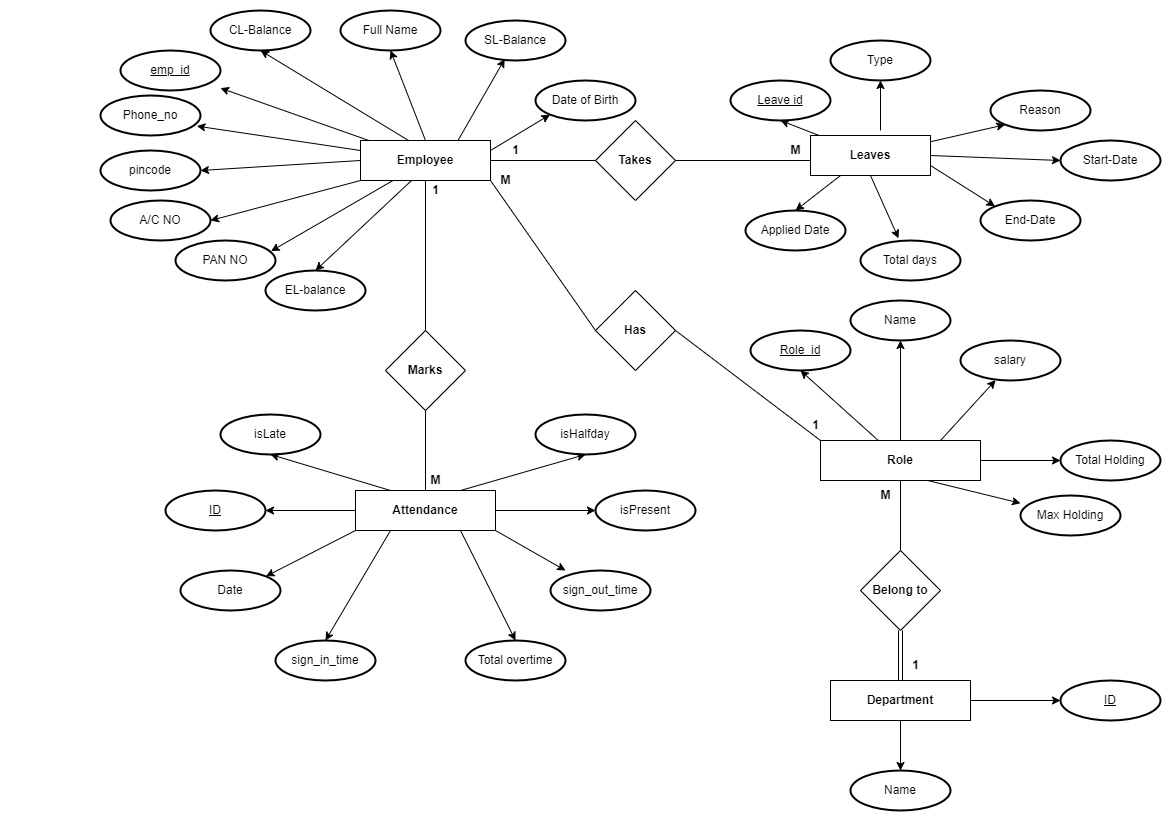 CL-Balance
Full Name
SL-Balance
emp_id
Date of Birth
Phone_no
pincode
A/C NO
PAN NO
EL-balance
Employee
1
M
1
Takes
M
Type
Leave id
Reason
Leaves
Start-Date
End-Date
Applied Date
Total days
Has
1
Name
Role_id
salary
Role
Total Holding
Max Holding
M
Marks
M
isLate
isHalfday
ID
Attendance
isPresent
Date
sign_out_time
sign_in_time
Total overtime
Belong to
1
Department
ID
Name